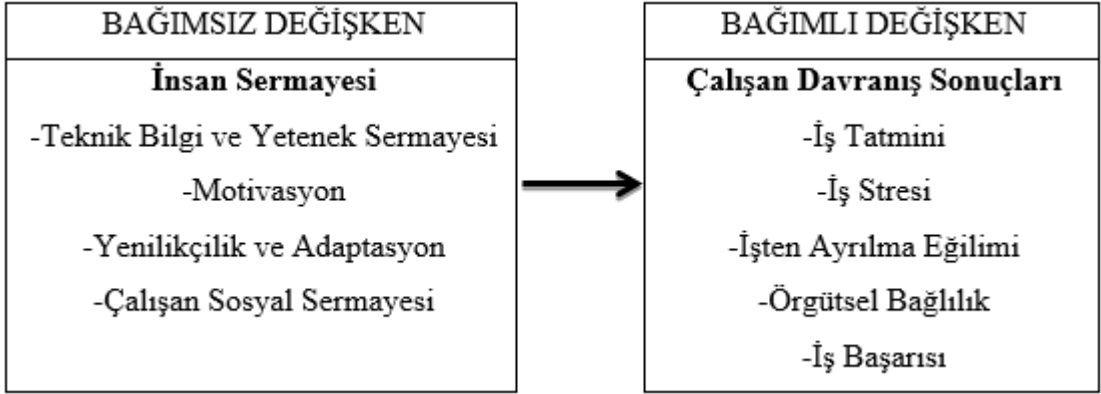 BAĞIMSIZ DEĞİŞKEN
İnsan Sermayesi
-Teknik Bilgi ve Yetenek Sermayesi
-Motivasyon
-Yenilikçilik ve Adaptasyon
-Çalışan Sosyal Sermayesi
BAĞIMLI DEĞİŞKEN
Çalışan Davranış Sonuçları
-İş Tatmini
-İş Stresi
-İşten Ayrılma Eğilimi
-Örgütsel Bağlılık
-İş Başarısı